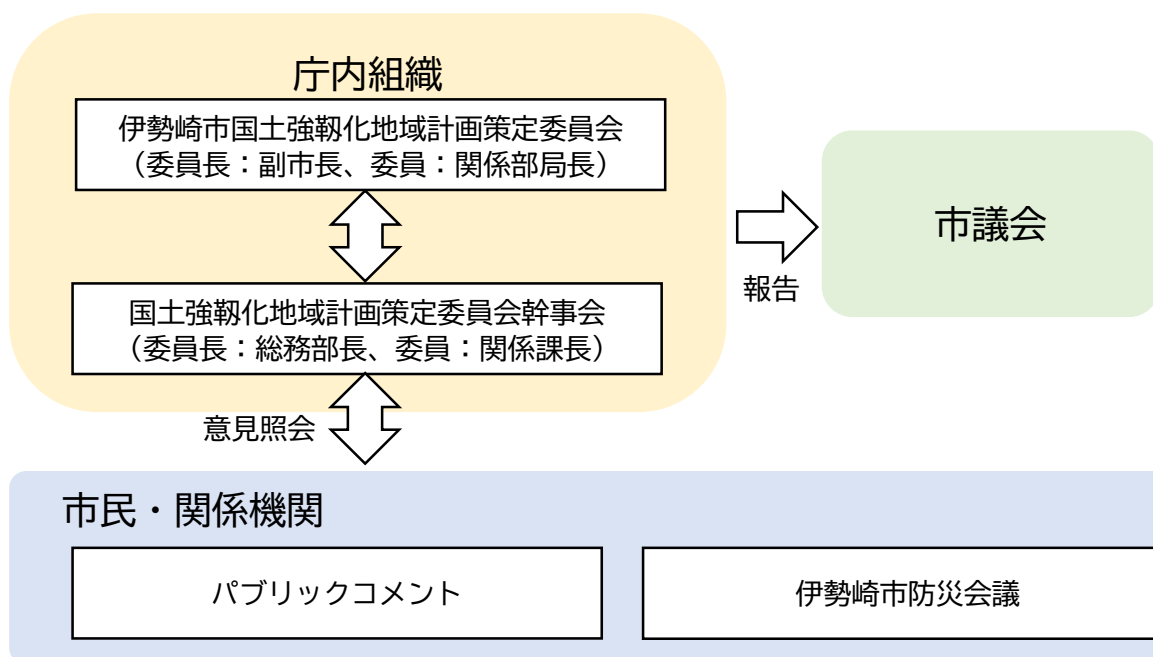 庁内組織
伊勢崎市国土強靱化地域計画策定委員会
（委員長：副市長、委員：関係部局長）
国土強靱化地域計画策定委員会幹事会
（委員長：総務部長、委員：関係課長）
報告
市議会
意見照会
市民・関係機関
パブリックコメント
伊勢崎市防災会議